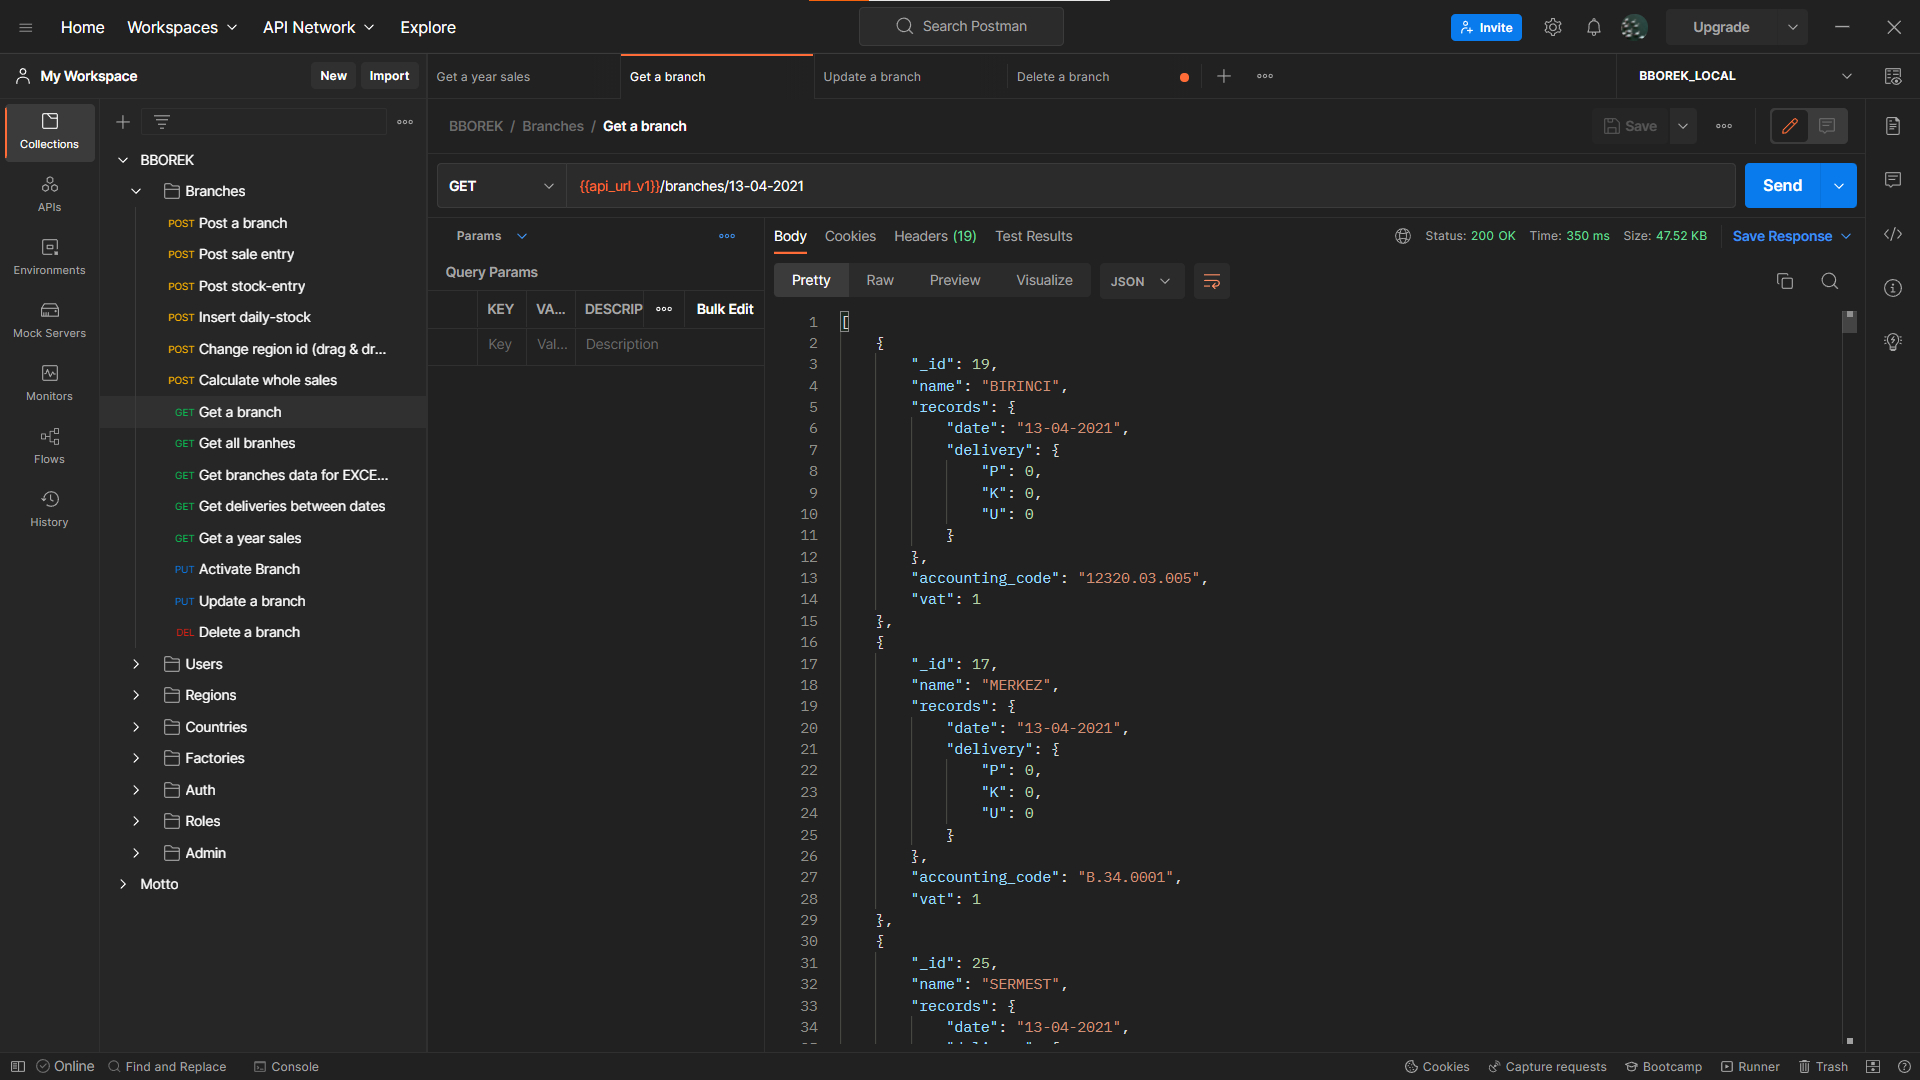 Home Workspaces API Network Explore Search Postman Invite Upgrade
My Workspace New Import Get a year sales Get a branch Update a branch Delete a branch BBOREK_LOCAL
Collections
APIs
Environments
Mock Servers
Monitors
Flows
History
BBOREK
Branches
POST Post a branch
POST Post sale entry
POST Post stock-entry
POST Insert daily-stock
POST Change region id (drag & dr...
POST Calculate whole sales
GET Get a branch
GET Get all branhes
GET Get branches data for EXCE...
GET Get deliveries between dates
GET Get a year sales
PUT Activate Branch
PUT Update a branch
DEL Delete a branch
Users
Regions
Countries
Factories
Auth
Roles
Admin
Motto
BBOREK / Branches / Get a branch Save
GET {{api_url_v1}}/branches/13-04-2021 Send
Params
Query Params
KEY VA... DESCRIP Bulk Edit
Key Val... Description
Body Cookies Headers (19) Test Results Status: 200 OK Time: 350 ms Size: 47.52 KB Save Response
Pretty Raw Preview Visualize JSON
1 [
2 {
3 "_id": 19,
4 "name": "BIRINCI",
5 "records": {
6 "date": "13-04-2021",
7 "delivery": {
8 "P": 0,
9 "K": 0,
10 "U": 0
11 }
12 },
13 "accounting_code": "12320.03.005",
14 "vat": 1
15 },
16 {
17 "_id": 17,
18 "name": "MERKEZ",
19 "records": {
20 "date": "13-04-2021",
21 "delivery": {
22 "P": 0,
23 "K": 0,
24 "U": 0
25 }
26 },
27 "accounting_code": "B.34.0001",
28 "vat": 1
29 },
30 {
31 "_id": 25,
32 "name": "SERMEST",
33 "records": {
34 "date": "13-04-2021",
Online Find and Replace Console Cookies Capture requests Bootcamp Runner Trash